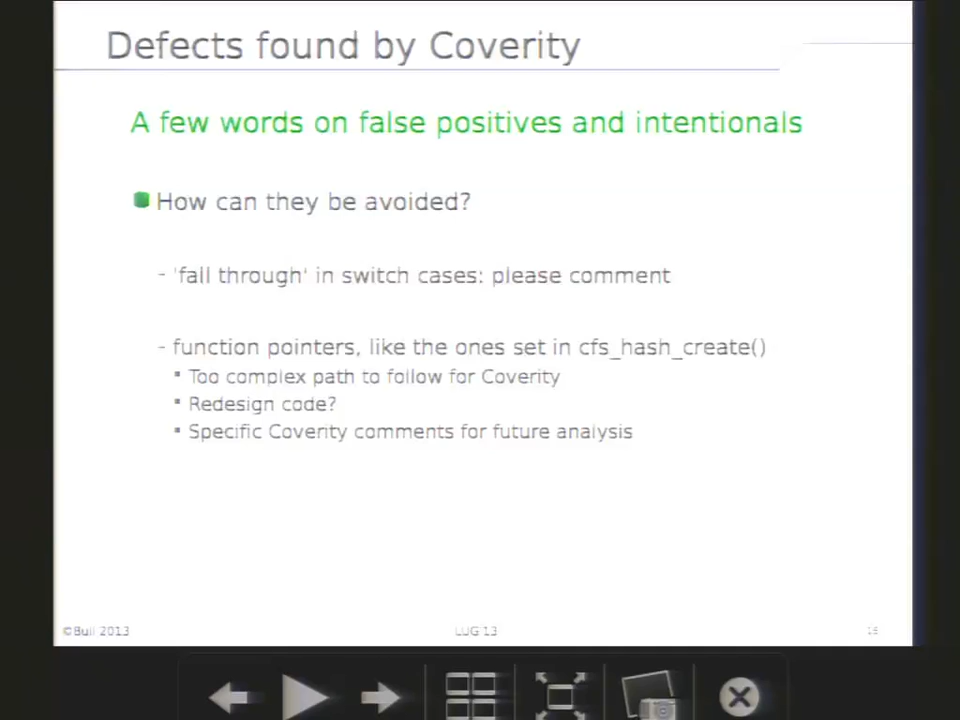 Defects found by Coverity
A few words on false positives and intentionals
How can they be avoided?
- 'fall through' in switch cases: please comment
- function pointers, like the ones set in cfs_hash_create()
Too complex path to follow for Coverity
Redesign code?
Specific Coverity comments for future analysis
©Bull 2013
LUG 13